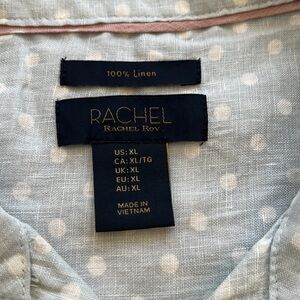 100% Linen
RACHEL
RACHEL ROY
US: XL
CA: XL/TG
UK: XL
EU: XL
AU: XL
MADE IN
VIETNAM